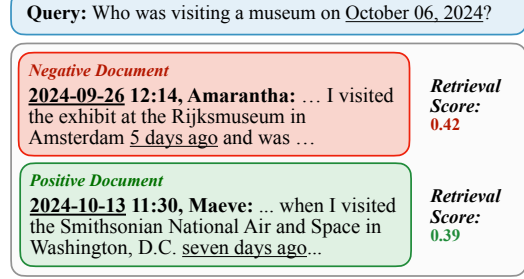 Query: Who was visiting a museum on October 06, 2024?
Negative Document
2024-09-26 12:14, Amarantha: ... I visited
the exhibit at the Rijksmuseum in
Amsterdam 5 days ago and was ...
Retrieval
Score:
0.42
Positive Document
2024-10-13 11:30, Maeve: ... when I visited
the Smithsonian National Air and Space in
Washington, D.C. seven days ago...
Retrieval
Score:
0.39